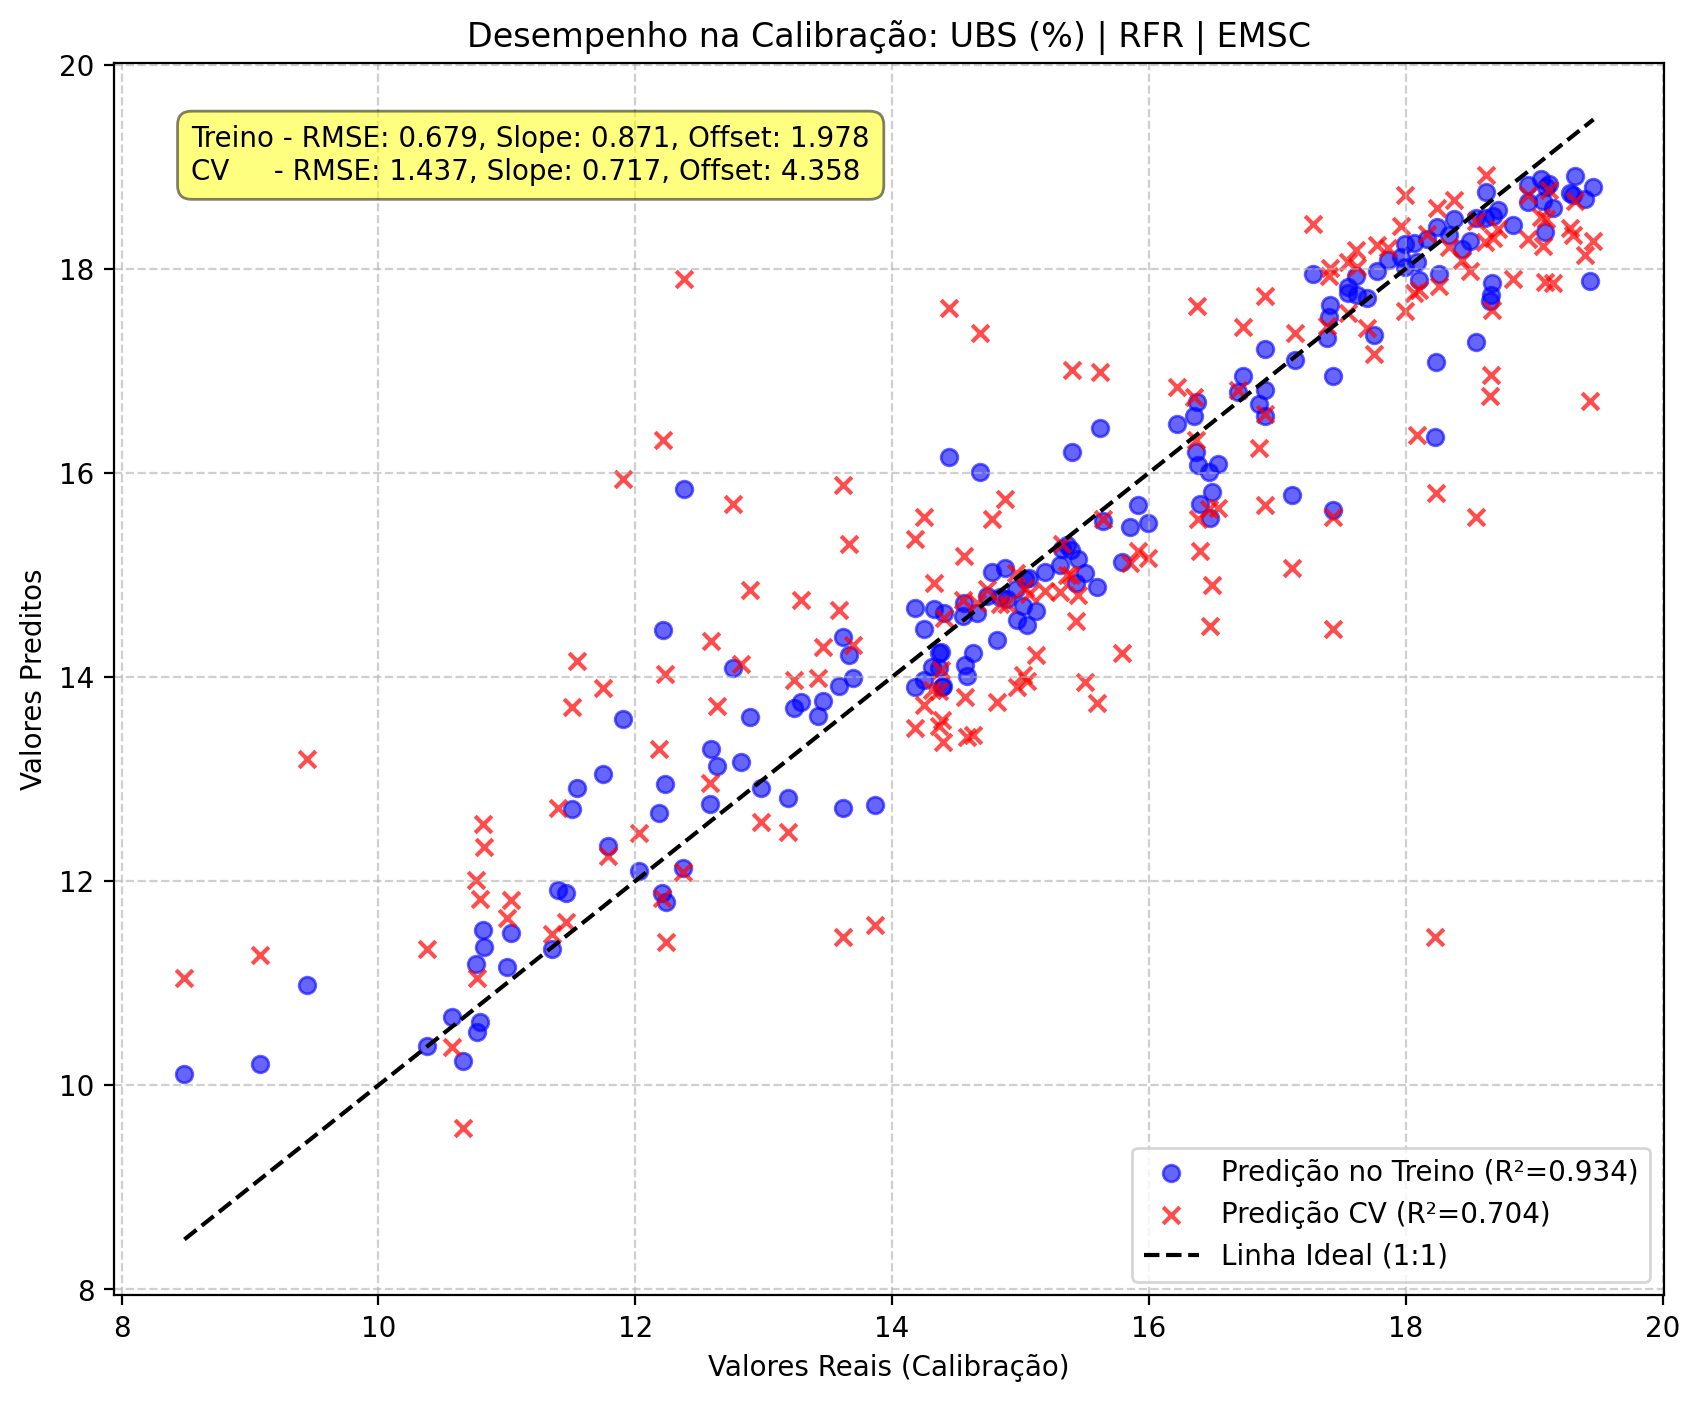 Desempenho na Calibração: UBS (%) | RFR | EMSC
20
18
16
14
12
10
8
Valores Preditos
Treino - RMSE: 0.679, Slope: 0.871, Offset: 1.978
CV - RMSE: 1.437, Slope: 0.717, Offset: 4.358
Predição no Treino (R²=0.934)
Predição CV (R²=0.704)
Linha Ideal (1:1)
8 10 12 14 16 18 20
Valores Reais (Calibração)